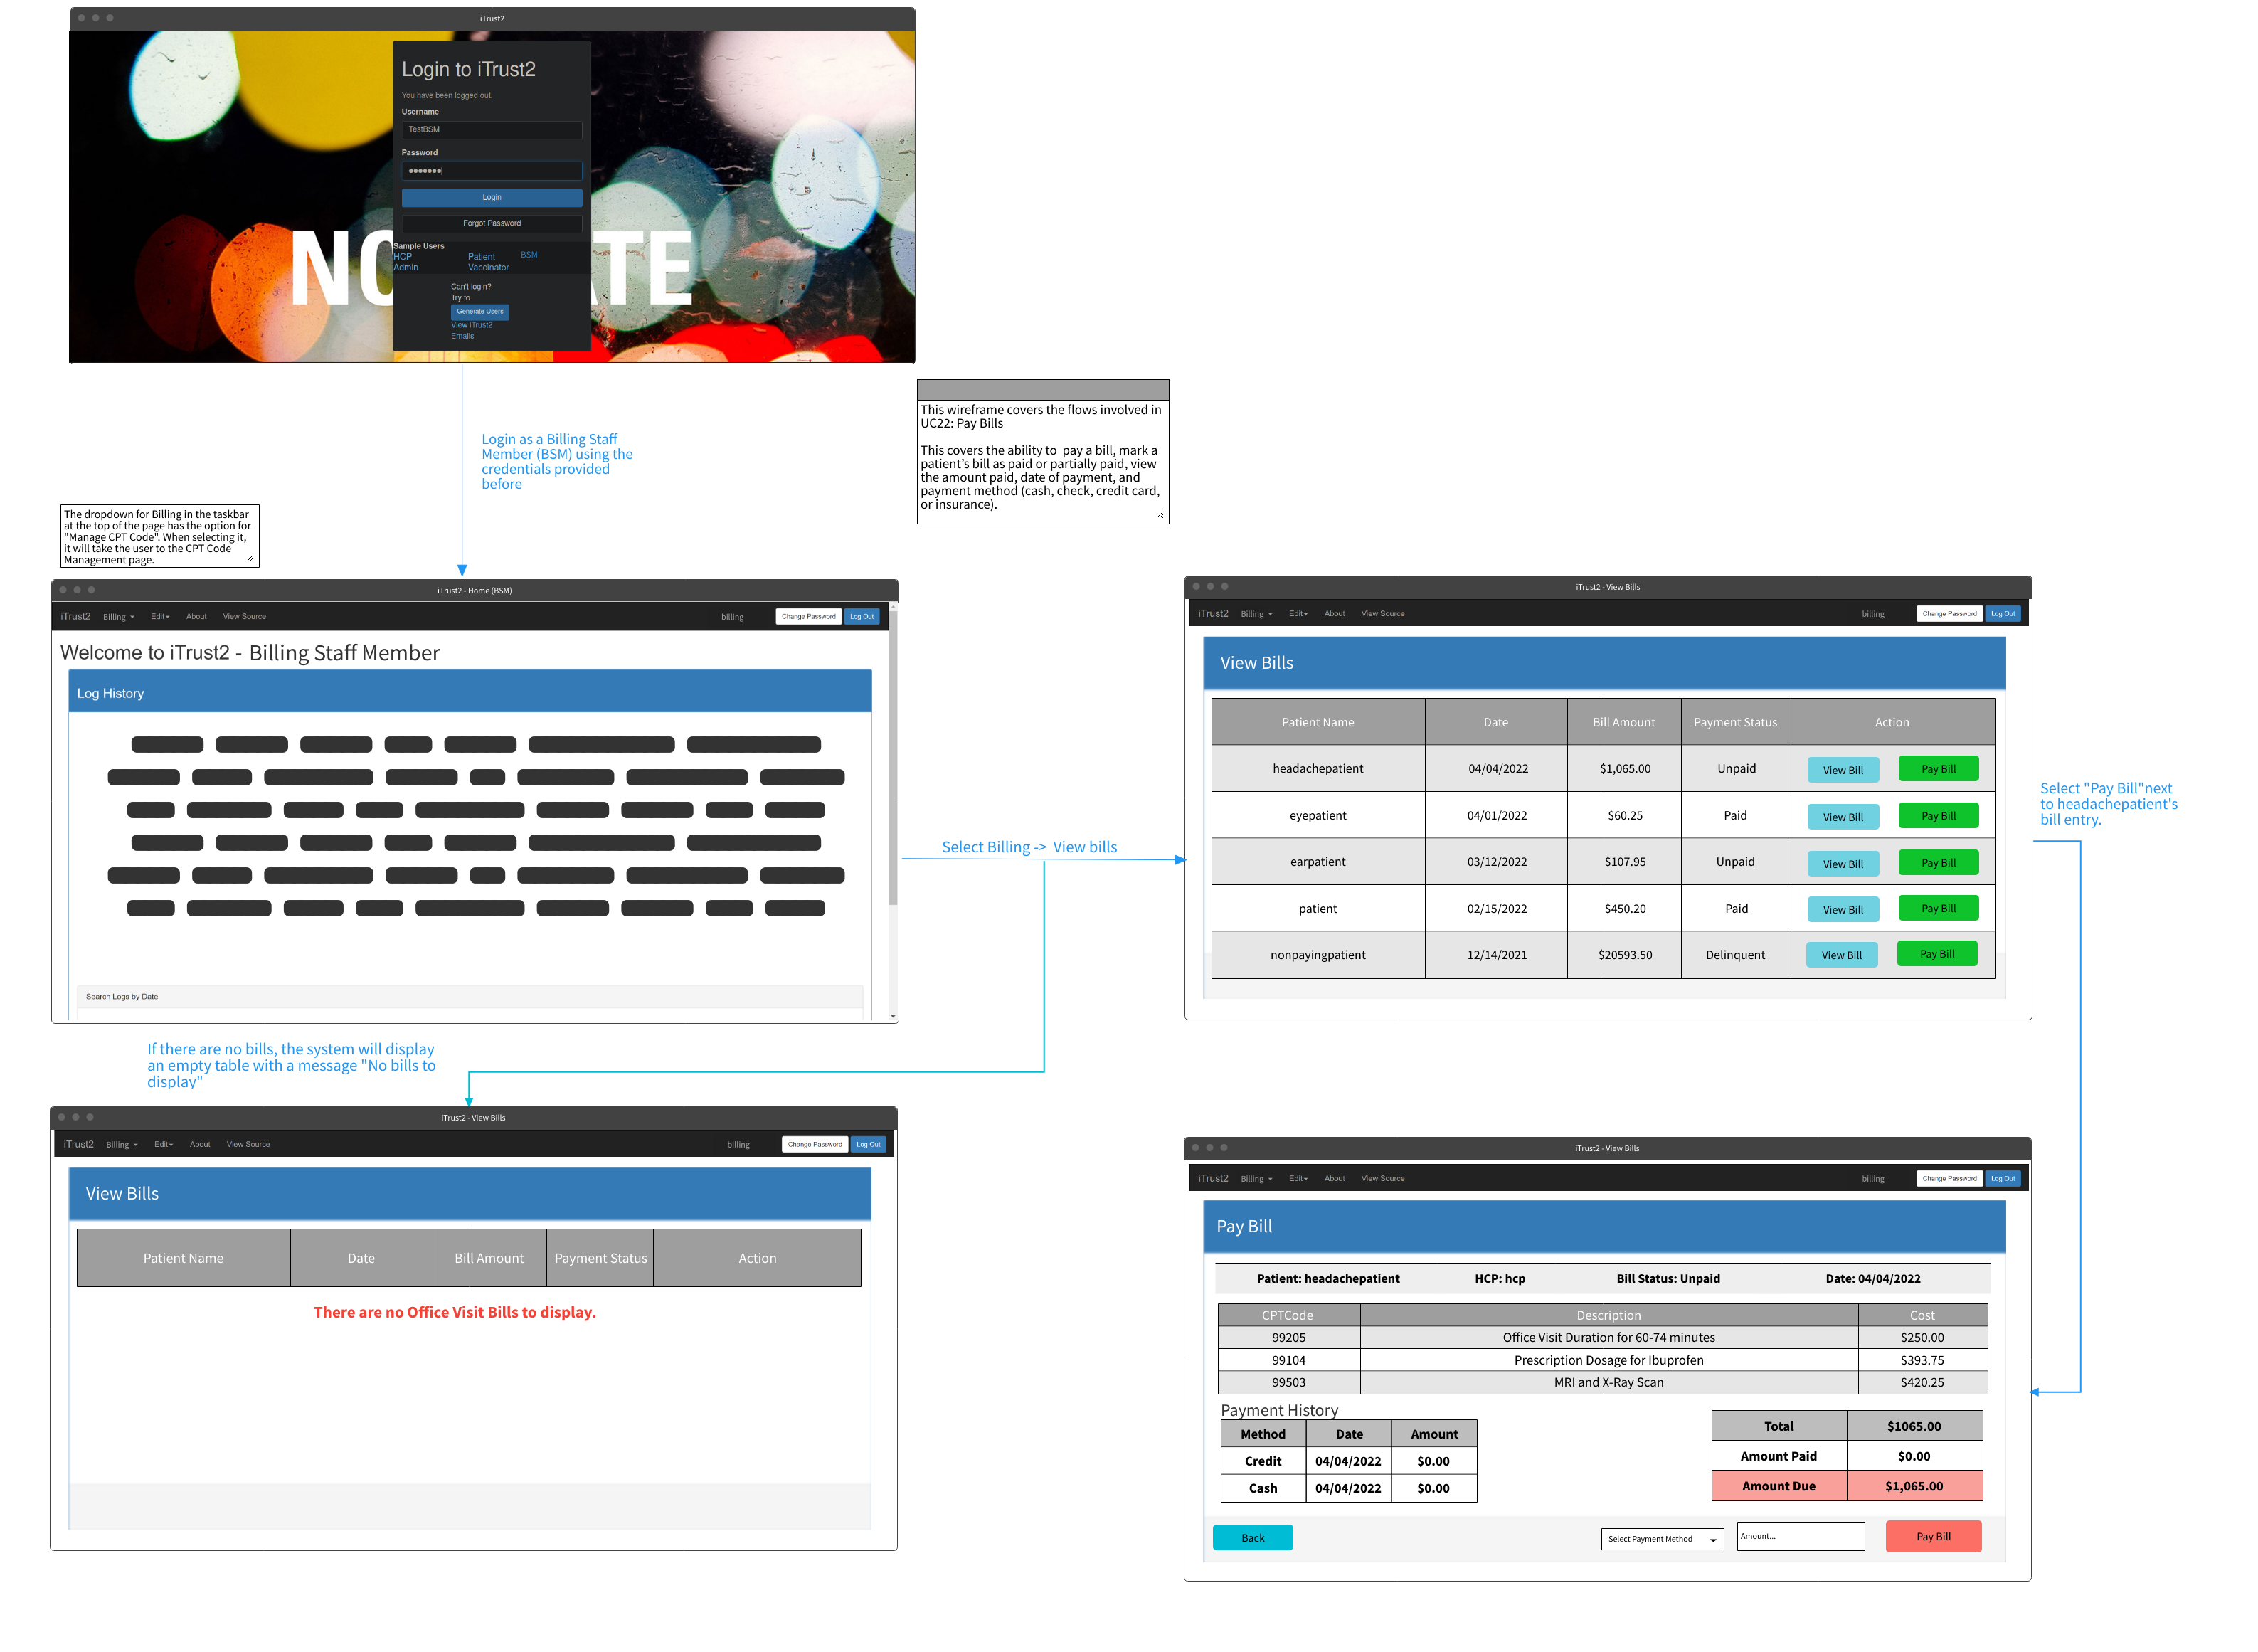 iTrust2
Login to iTrust2
You have been logged out.
Username
TestBSM
Password
Login
Forgot Password
Sample Users
HCP Patient BSM
Admin Vaccinator
Can't login?
Try to
Generate Users
View iTrust2
Emails
Login as a Billing Staff
Member (BSM) using the
credentials provided
before
This wireframe covers the flows involved in
UC22: Pay Bills
This covers the ability to pay a bill, mark a
patient's bill as paid or partially paid, view
the amount paid, date of payment, and
payment method (cash, check, credit card,
or insurance).
The dropdown for Billing in the taskbar
at the top of the page has the option for
"Manage CPT Code". When selecting it,
it will take the user to the CPT Code
Management page.
iTrust2 - Home (BSM)
iTrust2 Billing Edit About View Source billing Change Password Log Out
Welcome to iTrust2 - Billing Staff Member
Log History
Search Logs by Date
Select Billing -> View bills
iTrust2 - View Bills
iTrust2 Billing Edit About View Source billing Change Password Log Out
View Bills
Patient Name Date Bill Amount Payment Status Action
headachepatient 04/04/2022 $1,065.00 Unpaid View Bill Pay Bill
eyepatient 04/01/2022 $60.25 Paid View Bill Pay Bill
earpatient 03/12/2022 $107.95 Unpaid View Bill Pay Bill
patient 02/15/2022 $450.20 Paid View Bill Pay Bill
nonpayingpatient 12/14/2021 $20593.50 Delinquent View Bill Pay Bill
Select "Pay Bill"next
to headachepatient's
bill entry.
If there are no bills, the system will display
an empty table with a message "No bills to
display"
iTrust2 - View Bills
iTrust2 Billing Edit About View Source billing Change Password Log Out
View Bills
Patient Name Date Bill Amount Payment Status Action
There are no Office Visit Bills to display.
iTrust2 - View Bills
iTrust2 Billing Edit About View Source billing Change Password Log Out
Pay Bill
Patient: headachepatient HCP: hcp Bill Status: Unpaid Date: 04/04/2022
CPTCode Description Cost
99205 Office Visit Duration for 60-74 minutes $250.00
99104 Prescription Dosage for Ibuprofen $393.75
99503 MRI and X-Ray Scan $420.25
Payment History
Method Date Amount
Credit 04/04/2022 $0.00
Cash 04/04/2022 $0.00
Total $1065.00
Amount Paid $0.00
Amount Due $1,065.00
Back Select Payment Method Amount... Pay Bill